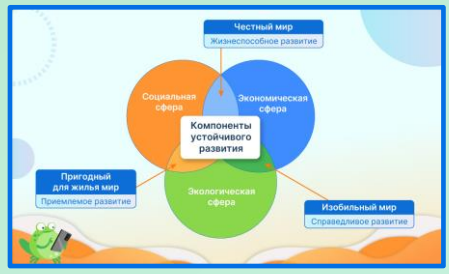 Честный мир
Жизнеспособное развитие
Социальная
сфера
Экономическая
сфера
Компоненты
устойчивого
развития
Пригодный
для жилья мир
Приемлемое развитие
Экологическая
сфера
Изобильный мир
Справедливое развитие